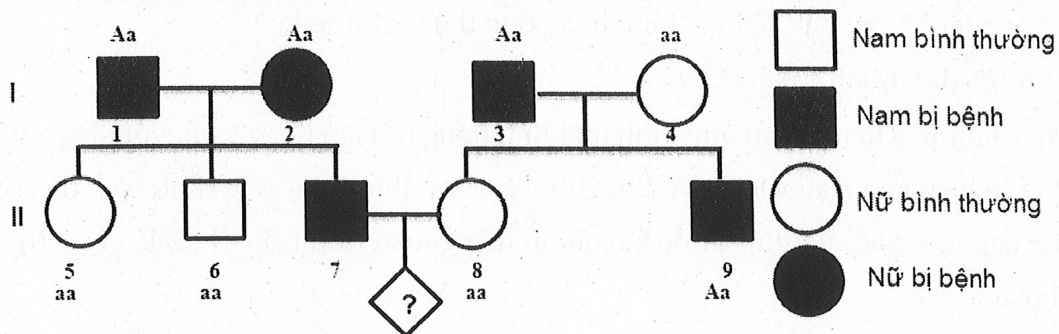 Aa Aa Aa aa
I
1 2 3 4
II
5 6 7 8 9
aa aa aa Aa
?
Nam bình thường
Nam bị bệnh
Nữ bình thường
Nữ bị bệnh